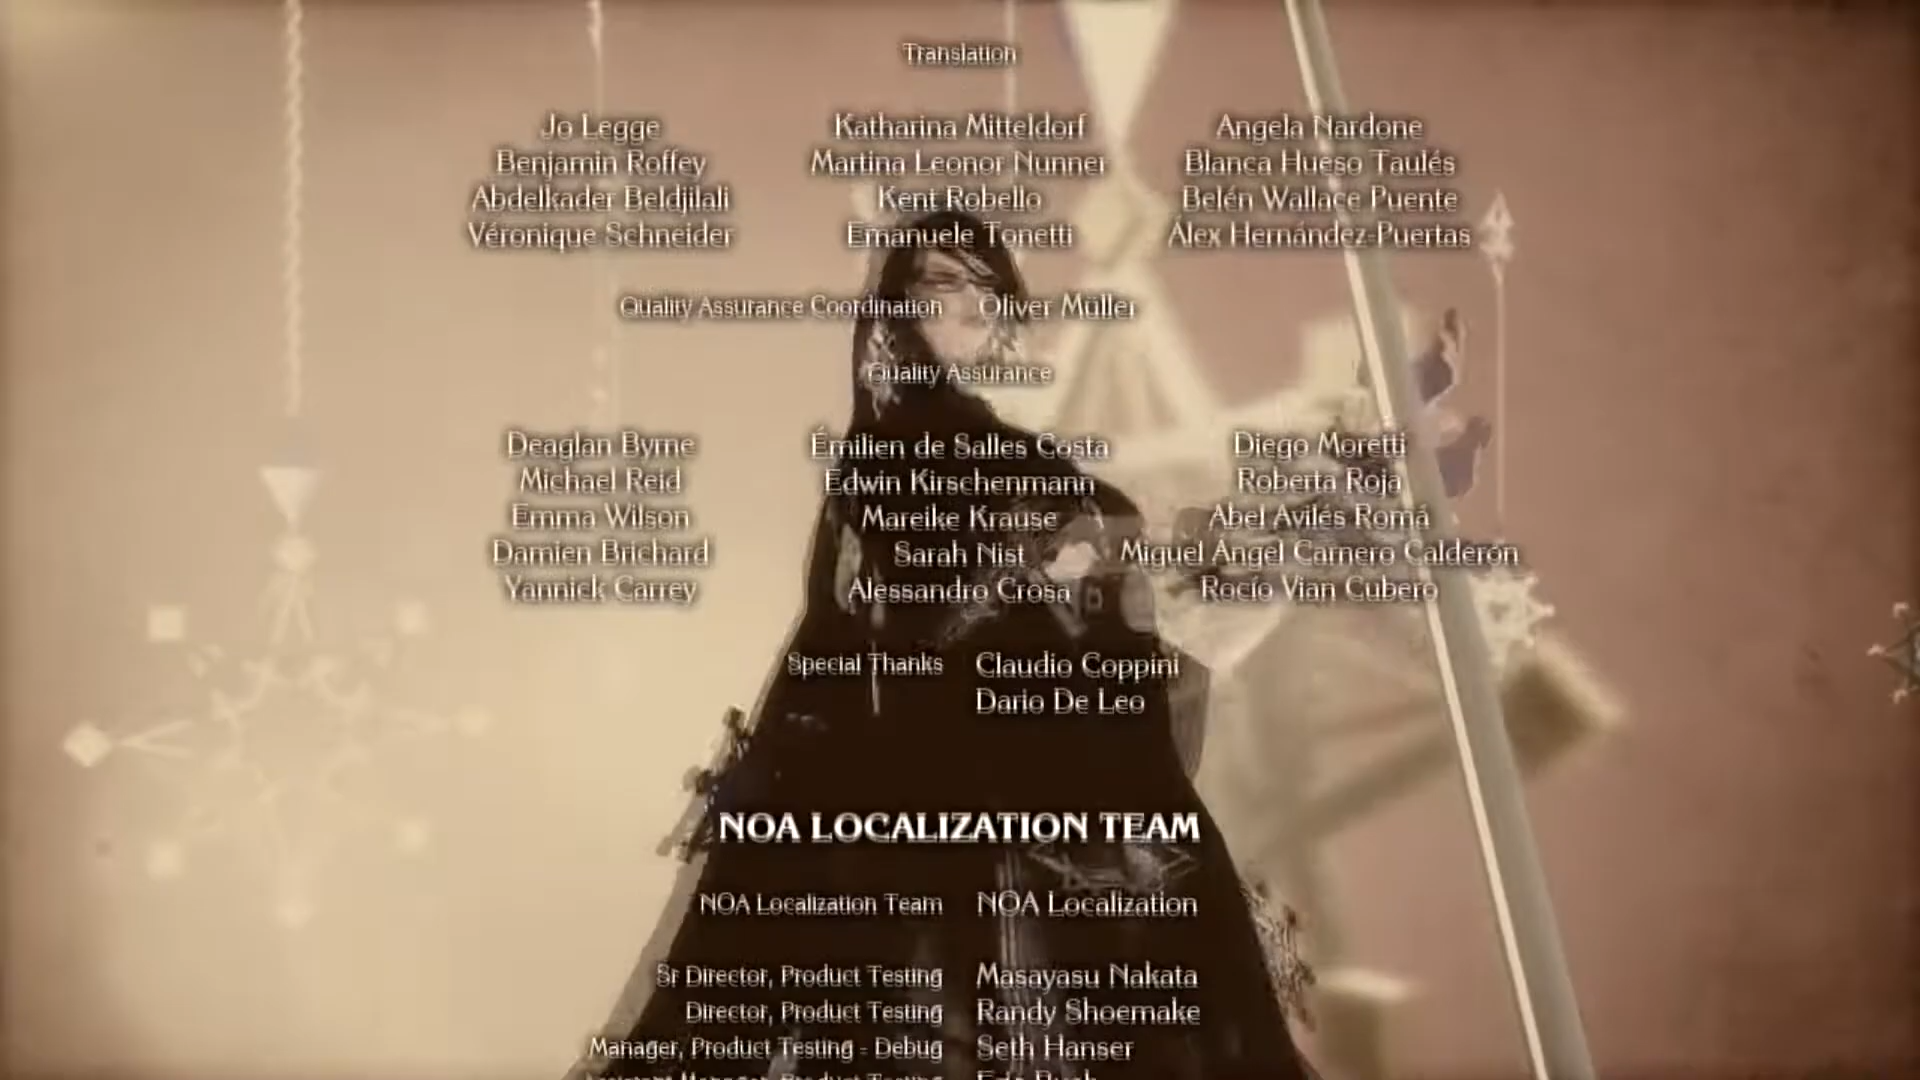 Translation
Jo Legge Katharina Mitteldorf Angela Nardone
Benjamin Roffey Martina Leonor Nunner Blanca Hueso Taulés
Abdelkader Beldjilali Kent Robello Belén Wallace Puente
Véronique Schneider Emanuele Tonetti Álex Hernández-Puertas
Quality Assurance Coordination Oliver Müller
Quality Assurance
Deaglan Byrne Émilien de Salles Costa Diego Moretti
Michael Reid Edwin Kirschenmann Roberta Roja
Emma Wilson Mareike Krause Abel Avilés Romá
Damien Brichard Sarah Nist Miguel Ángel Carnero Calderón
Yannick Carrey Alessandro Crosa Rocío Vian Cubero
Special Thanks Claudio Coppini
Dario De Leo
NOA LOCALIZATION TEAM
NOA Localization Team NOA Localization
Sr Director, Product Testing Masayasu Nakata
Director, Product Testing Randy Shoemake
Manager, Product Testing - Debug Seth Hanser